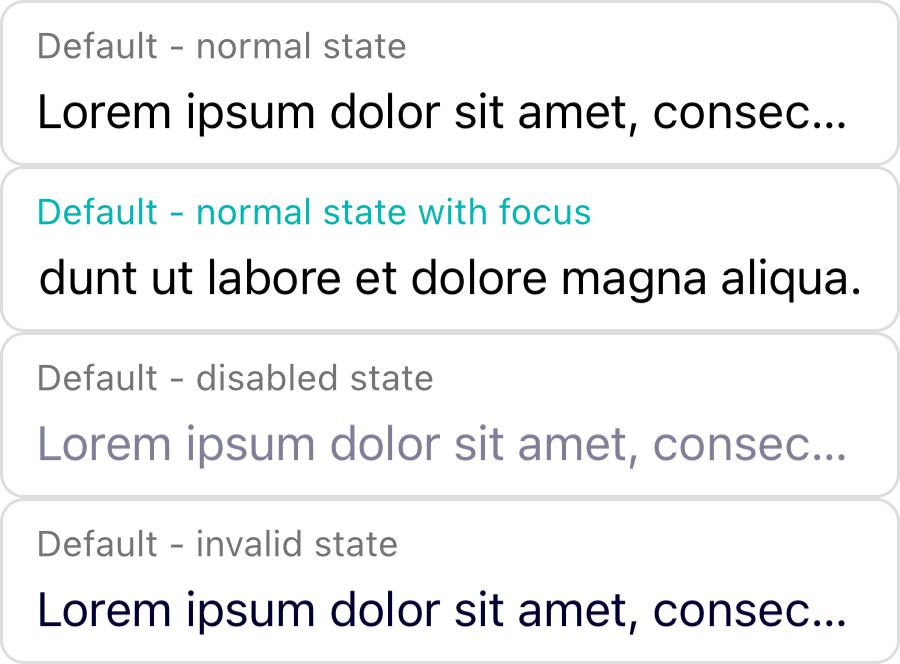 Default - normal state
Lorem ipsum dolor sit amet, consec...
Default - normal state with focus
dunt ut labore et dolore magna aliqua.
Default - disabled state
Lorem ipsum dolor sit amet, consec...
Default - invalid state
Lorem ipsum dolor sit amet, consec...